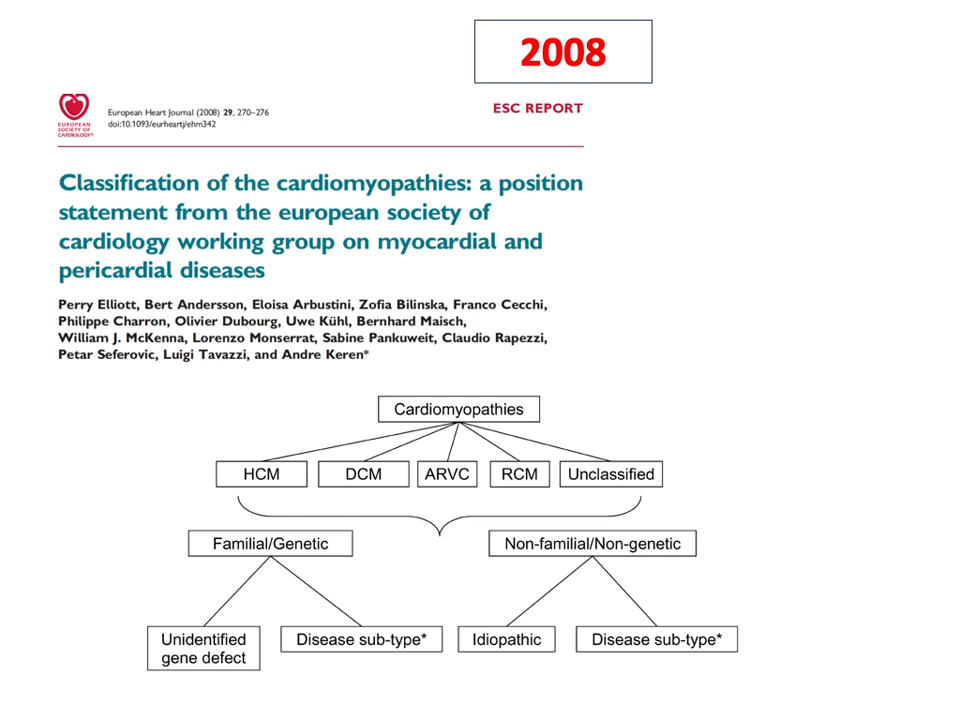 2008
EUROPEAN
SOCIETY OF
CARDIOLOGY®
European Heart Journal (2008) 29, 270–276
doi:10.1093/eurheartj/ehm342
ESC REPORT
Classification of the cardiomyopathies: a position
statement from the european society of
cardiology working group on myocardial and
pericardial diseases
Perry Elliott, Bert Andersson, Eloisa Arbustini, Zofia Bilinska, Franco Cecchi,
Philippe Charron, Olivier Dubourg, Uwe Kühl, Bernhard Maisch,
William J. McKenna, Lorenzo Monserrat, Sabine Pankuweit, Claudio Rapezzi,
Petar Seferovic, Luigi Tavazzi, and Andre Keren*
Cardiomyopathies
HCM DCM ARVC RCM Unclassified
Familial/Genetic Non-familial/Non-genetic
Unidentified
gene defect
Disease sub-type*
Idiopathic
Disease sub-type*